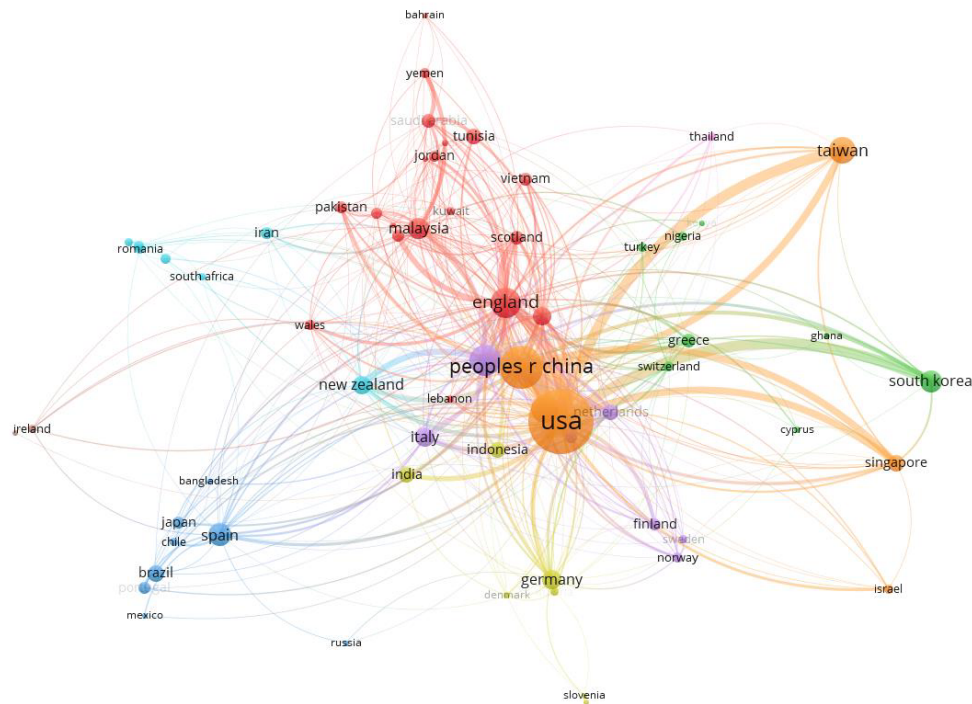 bahrain
yemen
saudi arabia
tunisia
thailand
taiwan
jordan
vietnam
pakistan
kuwait
malaysia
iran
scotland
nigeria
romania
turkey
south africa
england
wales
ghana
greece
peoples r china
switzerland
new zealand
south korea
lebanon
netherlands
usa
ireland
italy
cyprus
indonesia
singapore
india
bangladesh
japan
finland
spain
chile
sweden
norway
brazil
germany
portugal
israel
denmark
mexico
russia
slovenia